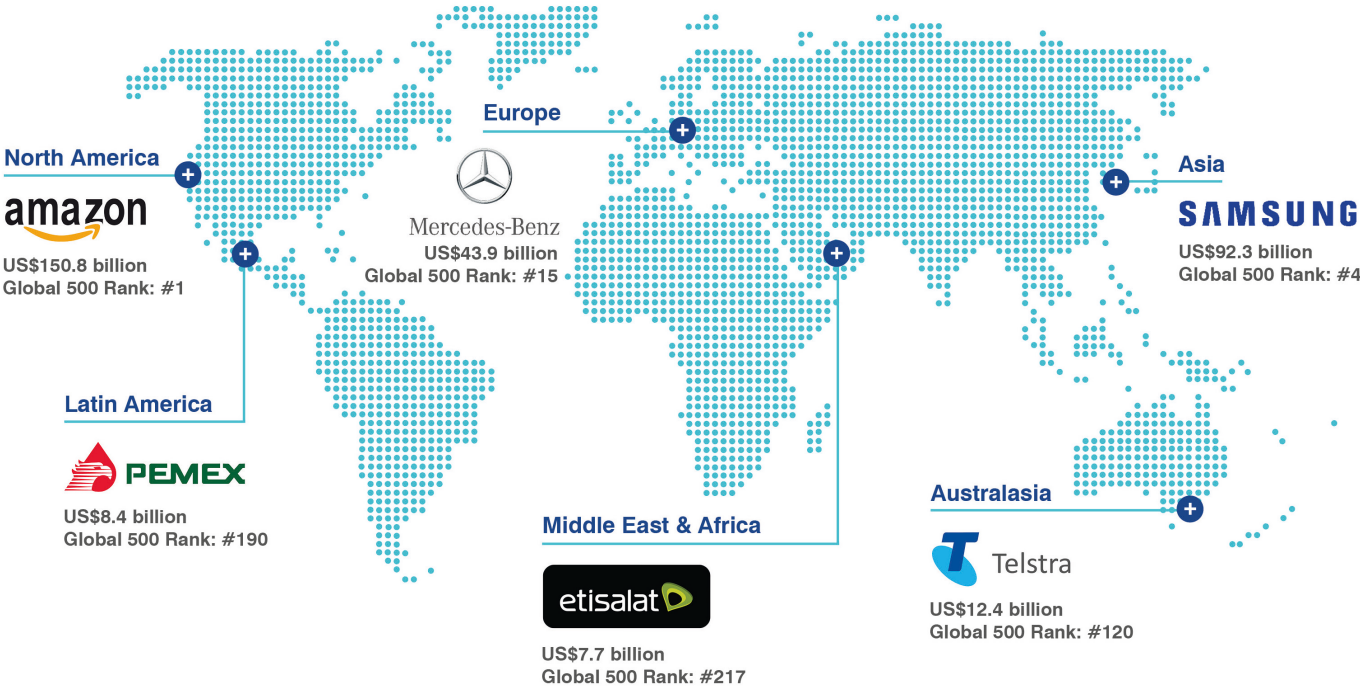 North America
amazon
US$150.8 billion
Global 500 Rank: #1
Europe
Mercedes-Benz
US$43.9 billion
Global 500 Rank: #15
Asia
SAMSUNG
US$92.3 billion
Global 500 Rank: #4
Latin America
PEMEX
US$8.4 billion
Global 500 Rank: #190
Middle East & Africa
etisalat
US$7.7 billion
Global 500 Rank: #217
Australasia
T
Telstra
US$12.4 billion
Global 500 Rank: #120